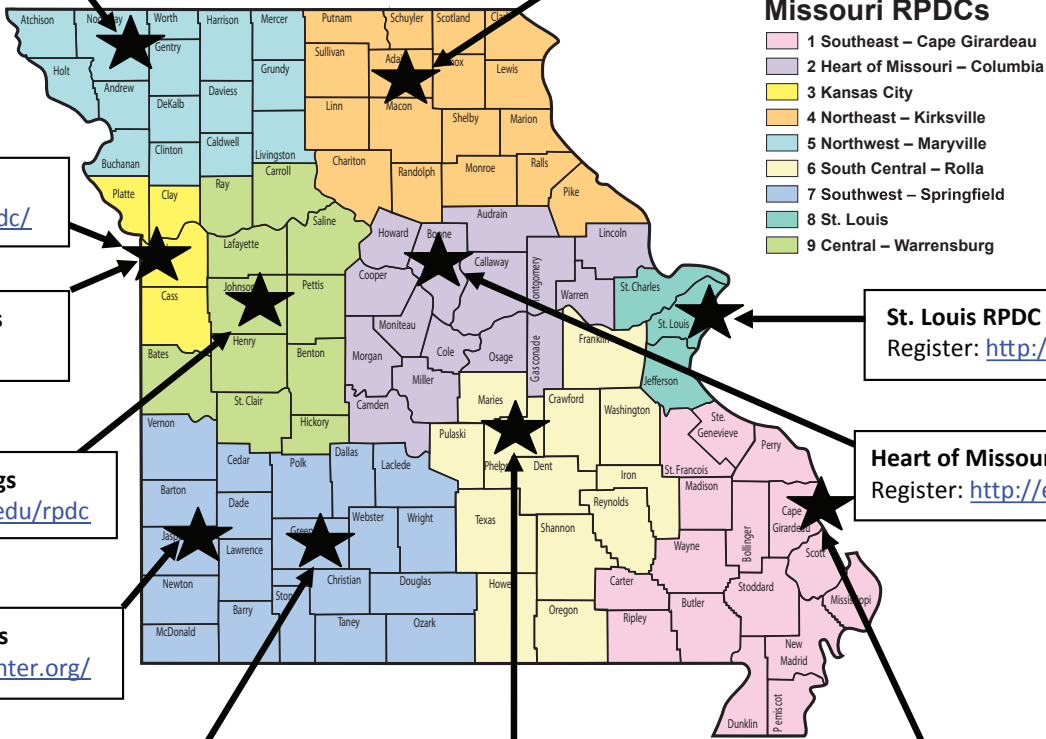 Missouri RPDCs
1 Southeast – Cape Girardeau
2 Heart of Missouri – Columbia
3 Kansas City
4 Northeast – Kirksville
5 Northwest – Maryville
6 South Central – Rolla
7 Southwest – Springfield
8 St. Louis
9 Central – Warrensburg
Atchison
Worth
Harrison
Mercer
Putnam
Schuyler
Scotland
Gentry
Sullivan
Holt
Grundy
Lewis
Andrew
Daviess
DeKalb
Linn
Macon
Shelby
Marion
Caldwell
Clinton
Livingston
Buchanan
Chariton
Ralls
Monroe
Carroll
Randolph
Platte
Clay
Ray
Pike
Audrain
Saline
Howard
Lincoln
Lafayette
Callaway
Cooper
Montgomery
St. Charles
Johnson
Pettis
Cass
Warren
Moniteau
St. Louis
Henry
Franklin
Bates
Benton
Morgan
Cole
Osage
Gasconade
Miller
Jefferson
St. Clair
Maries
Crawford
Camden
Washington
Ste.
Genevieve
Vernon
Hickory
Pulaski
Perry
Cedar
Polk
Dallas
Laclede
Phelps
Dent
Iron
St. Francois
Madison
Barton
Dade
Reynolds
Cape
Girardeau
Webster
Wright
Texas
Shannon
Lawrence
Wayne
Bollinger
Scott
Newton
Christian
Douglas
Carter
Stoddard
Barry
Oregon
Ripley
Butler
Mississippi
McDonald
Taney
Ozark
New
Madrid
Dunklin
Pemiscot
dc/
s
gs
edu/rpdc
s
nter.org/
St. Louis RPDC
Register: http:/
Heart of Missour
Register: http://e